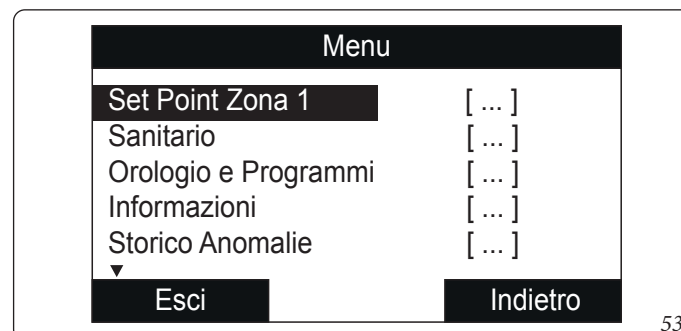 Menu
Set Point Zona 1 [ ... ]
Sanitario [ ... ]
Orologio e Programmi [ ... ]
Informazioni [ ... ]
Storico Anomalie [ ... ]
▼
Esci Indietro
53